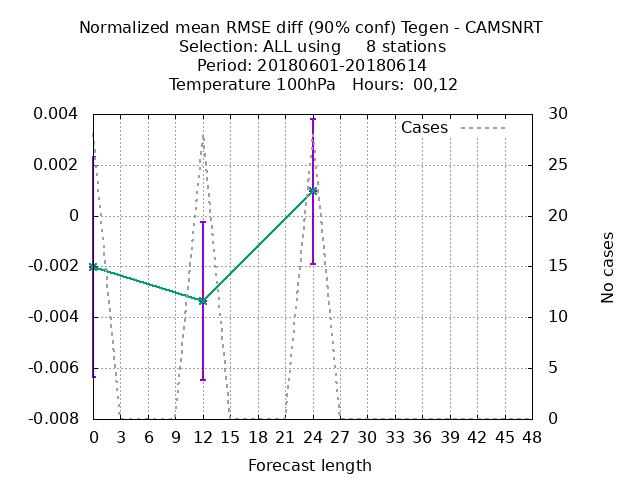 Normalized mean RMSE diff (90% conf) Tegen - CAMSNRT
Selection: ALL using     8 stations
Period: 20180601-20180614
Temperature 100hPa   Hours: 00,12
Cases
0.004
0.002
0
-0.002
-0.004
-0.006
-0.008
30
25
20
15
10
5
0
No cases
0 3 6 9 12 15 18 21 24 27 30 33 36 39 42 45 48
Forecast length